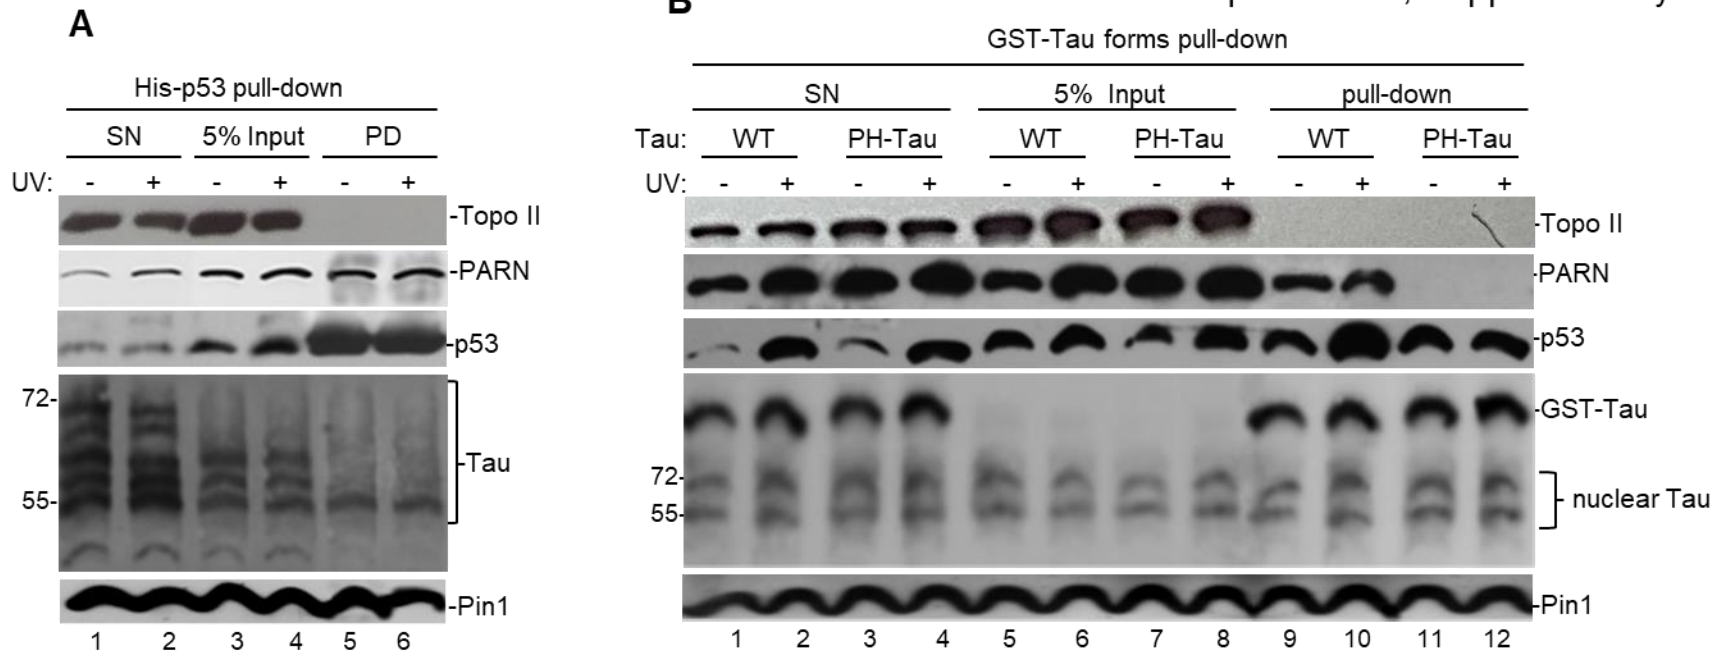 A
His-p53 pull-down
SN 5% Input PD
UV: - + - + - +
-Topo II
-PARN
-p53
72-
-Tau
55-
-Pin1
1 2 3 4 5 6
B
GST-Tau forms pull-down
SN 5% Input pull-down
Tau: WT PH-Tau WT PH-Tau WT PH-Tau
UV: - + - + - + - + - + - +
-Topo II
-PARN
-p53
-GST-Tau
72-
nuclear Tau
55-
-Pin1
1 2 3 4 5 6 7 8 9 10 11 12